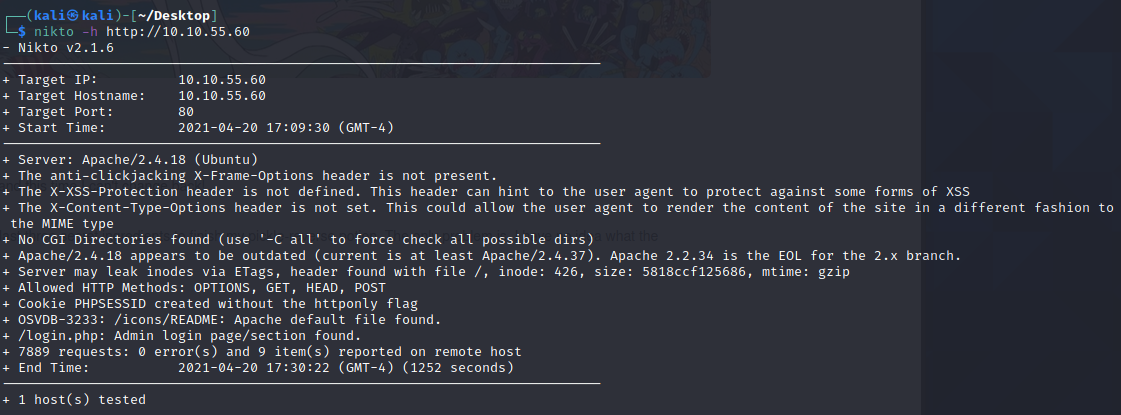 (kali㉿kali)-[~/Desktop]
$ nikto -h http://10.10.55.60
- Nikto v2.1.6
+ Target IP: 10.10.55.60
+ Target Hostname: 10.10.55.60
+ Target Port: 80
+ Start Time: 2021-04-20 17:09:30 (GMT-4)
+ Server: Apache/2.4.18 (Ubuntu)
+ The anti-clickjacking X-Frame-Options header is not present.
+ The X-XSS-Protection header is not defined. This header can hint to the user agent to protect against some forms of XSS
+ The X-Content-Type-Options header is not set. This could allow the user agent to render the content of the site in a different fashion to
the MIME type
+ No CGI Directories found (use '-C all' to force check all possible dirs)
+ Apache/2.4.18 appears to be outdated (current is at least Apache/2.4.37). Apache 2.2.34 is the EOL for the 2.x branch.
+ Server may leak inodes via ETags, header found with file /, inode: 426, size: 5818ccf125686, mtime: gzip
+ Allowed HTTP Methods: OPTIONS, GET, HEAD, POST
+ Cookie PHPSESSID created without the httponly flag
+ OSVDB-3233: /icons/README: Apache default file found.
+ /login.php: Admin login page/section found.
+ 7889 requests: 0 error(s) and 9 item(s) reported on remote host
+ End Time: 2021-04-20 17:30:22 (GMT-4) (1252 seconds)
+ 1 host(s) tested